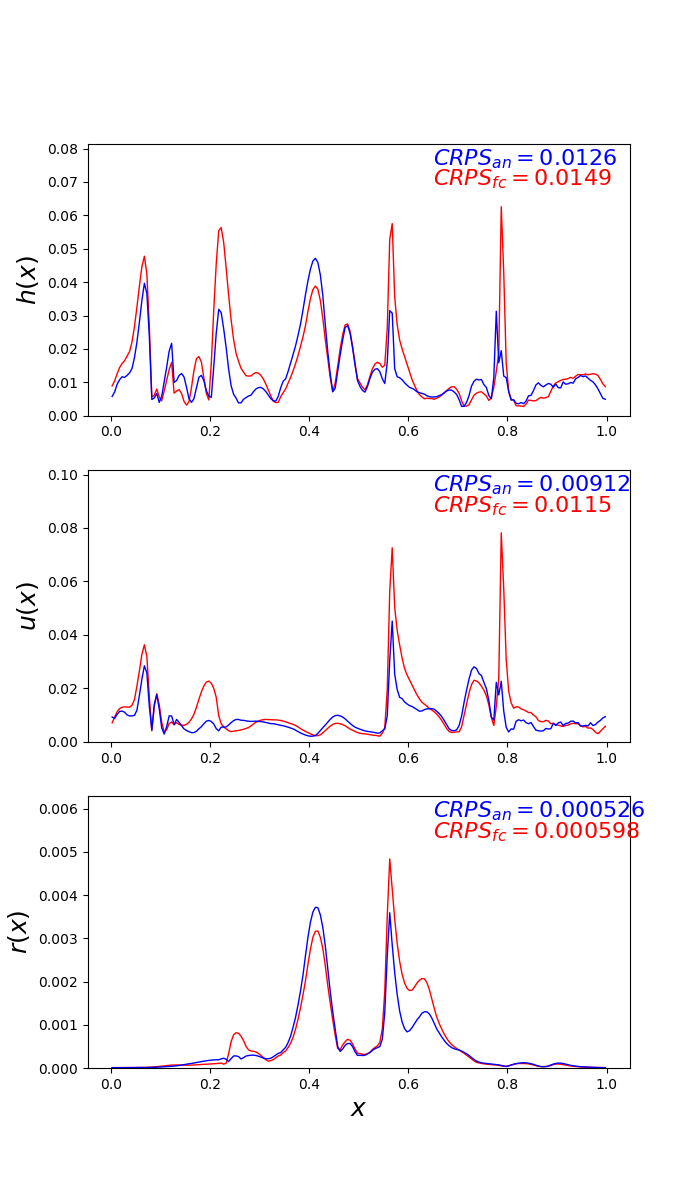 CRPS_an = 0.0126
CRPS_fc = 0.0149
h(x)
0.08
0.07
0.06
0.05
0.04
0.03
0.02
0.01
0.00
0.0 0.2 0.4 0.6 0.8 1.0
CRPS_an = 0.00912
CRPS_fc = 0.0115
u(x)
0.10
0.08
0.06
0.04
0.02
0.00
0.0 0.2 0.4 0.6 0.8 1.0
CRPS_an = 0.000526
CRPS_fc = 0.000598
r(x)
0.006
0.005
0.004
0.003
0.002
0.001
0.000
0.0 0.2 0.4 0.6 0.8 1.0
x